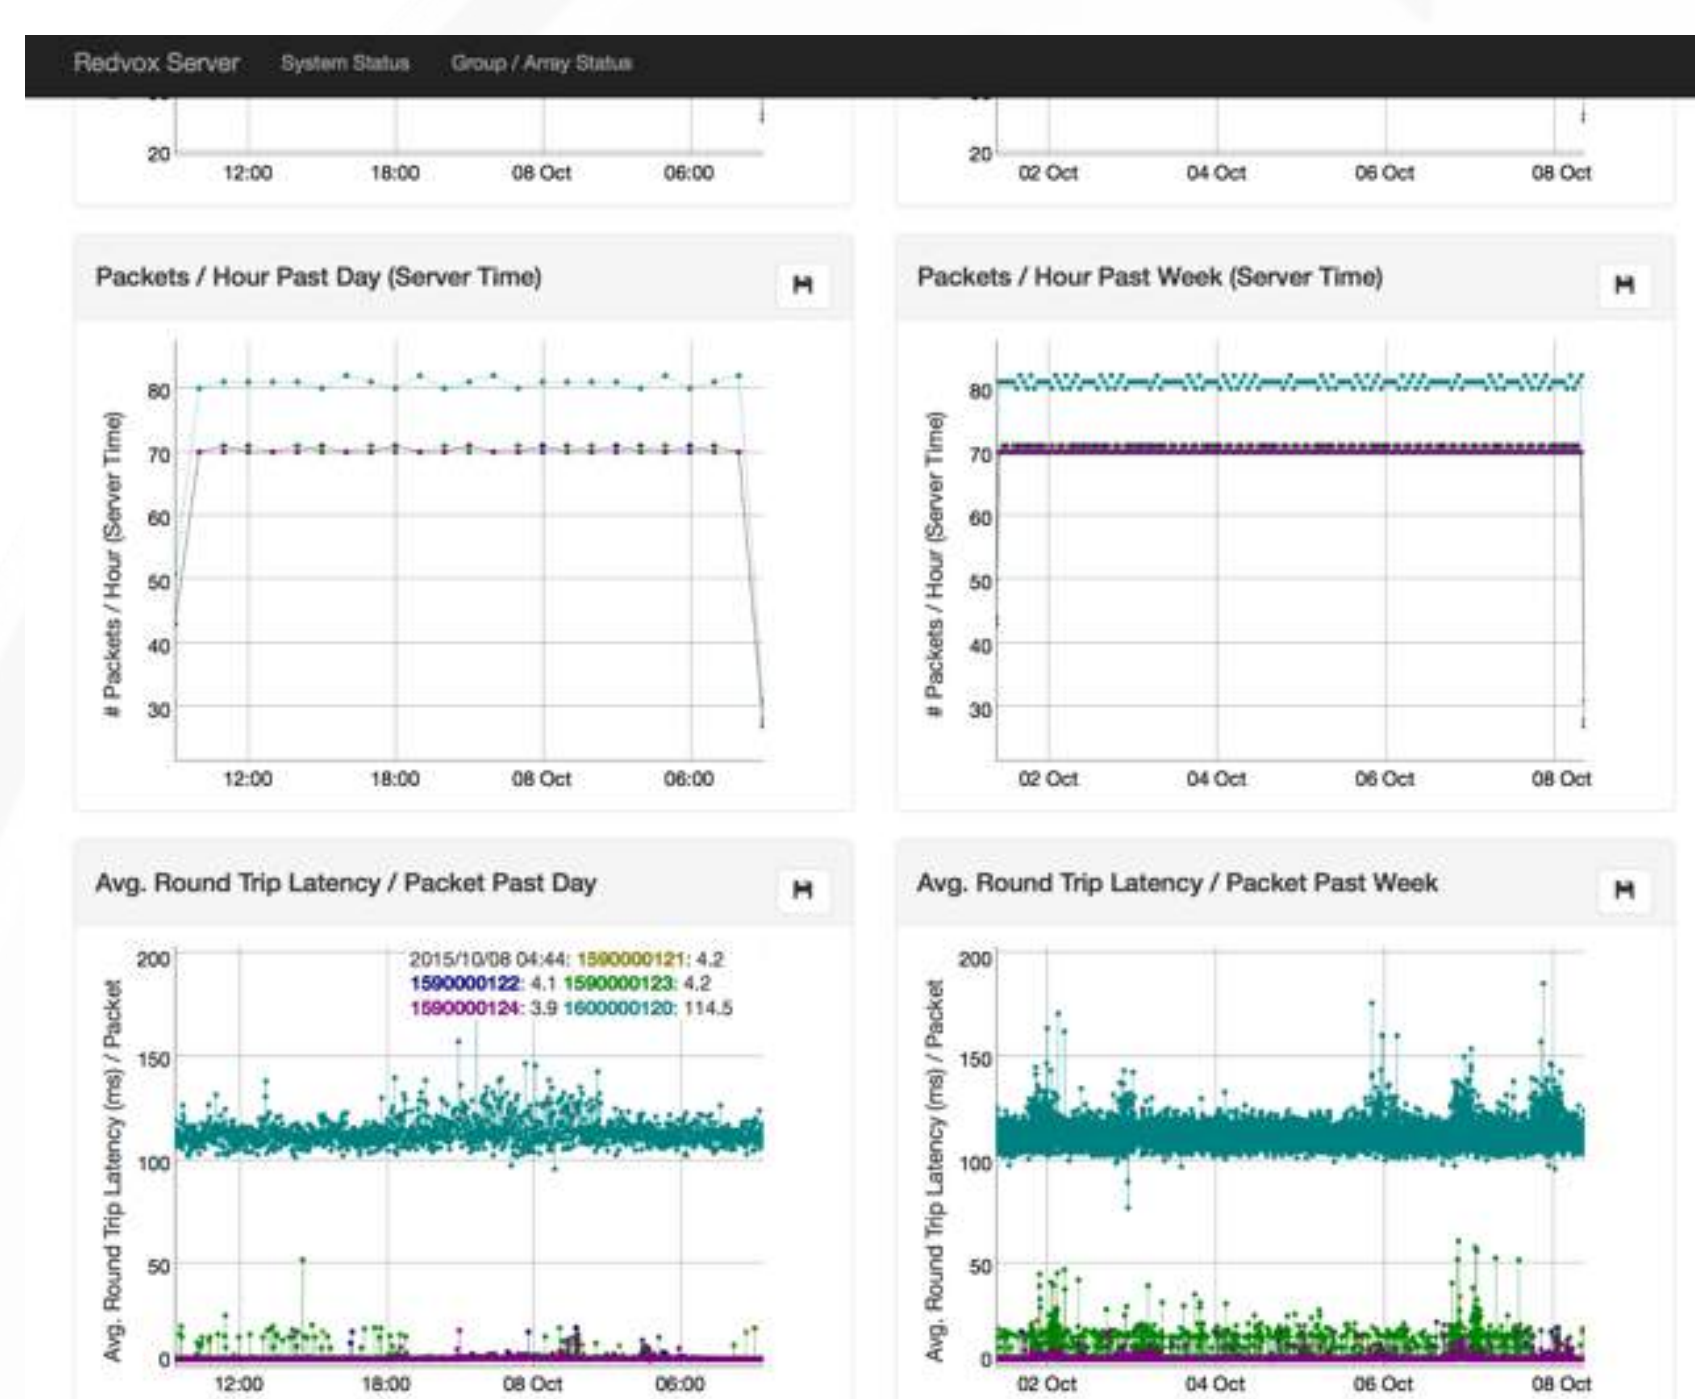 Redvox Server System Status Group / Array Status
20
12:00 18:00 08 Oct 06:00
20
02 Oct 04 Oct 06 Oct 08 Oct
Packets / Hour Past Day (Server Time)
# Packets / Hour (Server Time)
80
70
60
50
40
30
12:00 18:00 08 Oct 06:00
Packets / Hour Past Week (Server Time)
# Packets / Hour (Server Time)
80
70
60
50
40
30
02 Oct 04 Oct 06 Oct 08 Oct
Avg. Round Trip Latency / Packet Past Day
Avg. Round Trip Latency (ms) / Packet
200
150
100
50
0
2015/10/08 04:44: 1590000121: 4.2
1590000122: 4.1 1590000123: 4.2
1590000124: 3.9 1600000120: 114.5
12:00 18:00 08 Oct 06:00
Avg. Round Trip Latency / Packet Past Week
Avg. Round Trip Latency (ms) / Packet
200
150
100
50
0
02 Oct 04 Oct 06 Oct 08 Oct